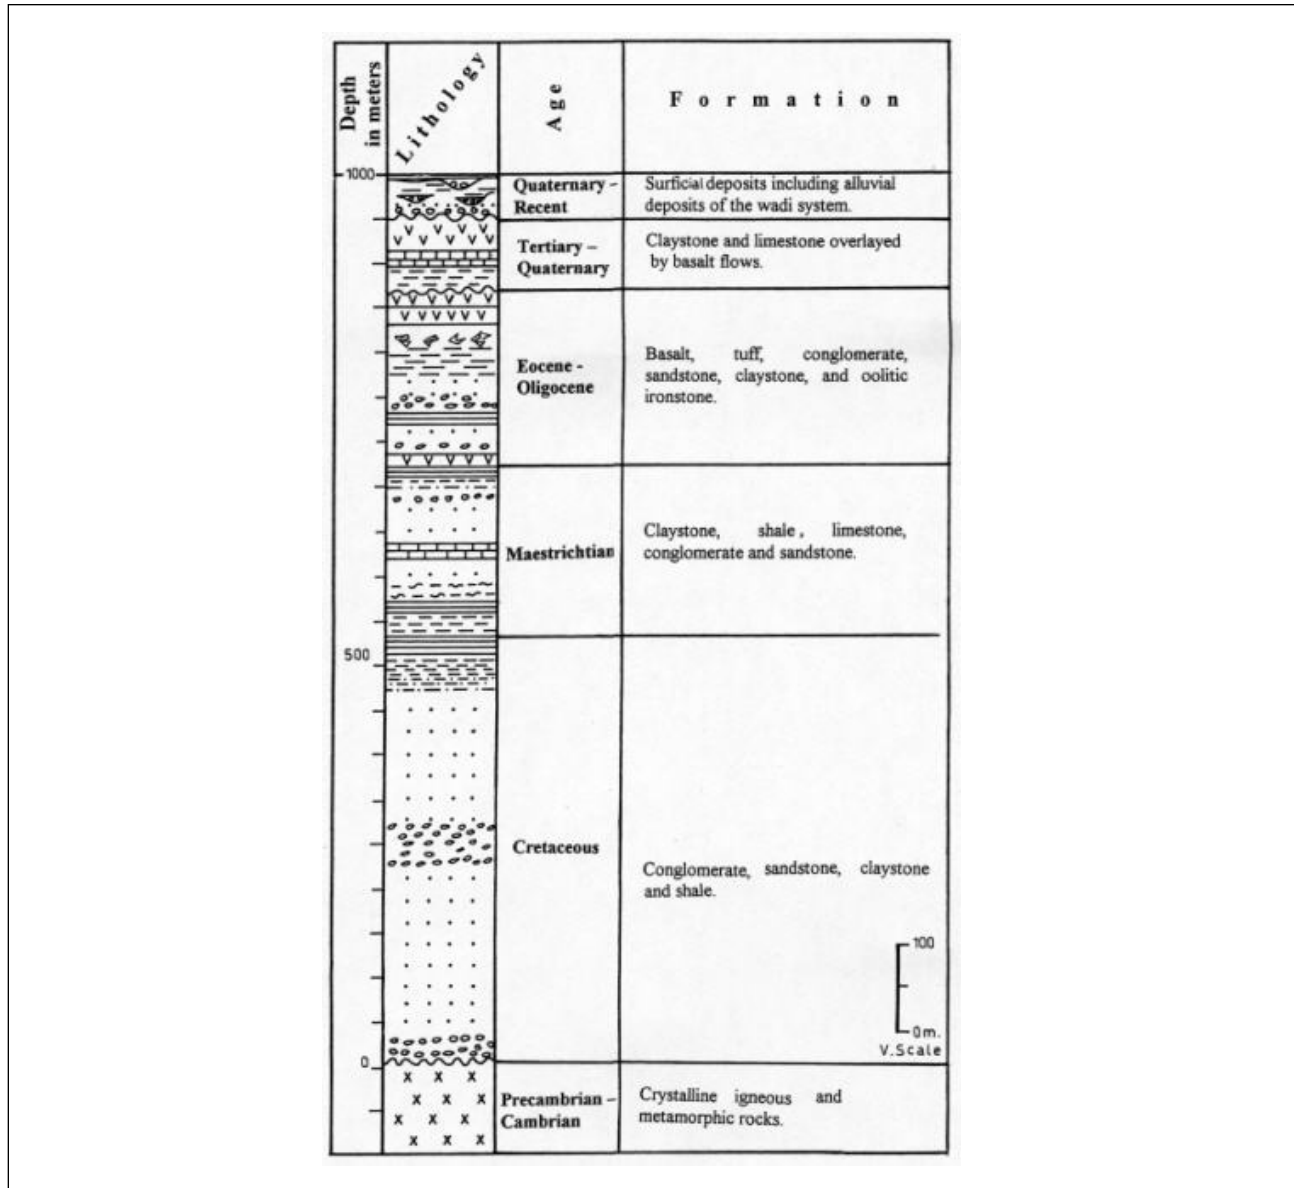 Depth
in meters
Lithology
Age
Formation
1000
Quaternary –
Recent
Surficial deposits including alluvial
deposits of the wadi system.
Tertiary –
Quaternary
Claystone and limestone overlayed
by basalt flows.
Eocene -
Oligocene
Basalt, tuff, conglomerate,
sandstone, claystone, and oolitic
ironstone.
Maestrichtian
Claystone, shale, limestone,
conglomerate and sandstone.
500
Cretaceous
Conglomerate, sandstone, claystone
and shale.
100
0m.
V.Scale
0
Precambrian –
Cambrian
Crystalline igneous and
metamorphic rocks.